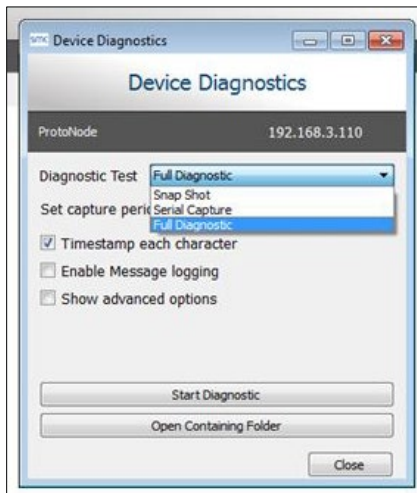 Device Diagnostics
Device Diagnostics
ProtoNode 192.168.3.110
Diagnostic Test Full Diagnostic
Snap Shot
Set capture peri Serial Capture
Full Diagnostic
Timestamp each character
Enable Message logging
Show advanced options
Start Diagnostic
Open Containing Folder
Close